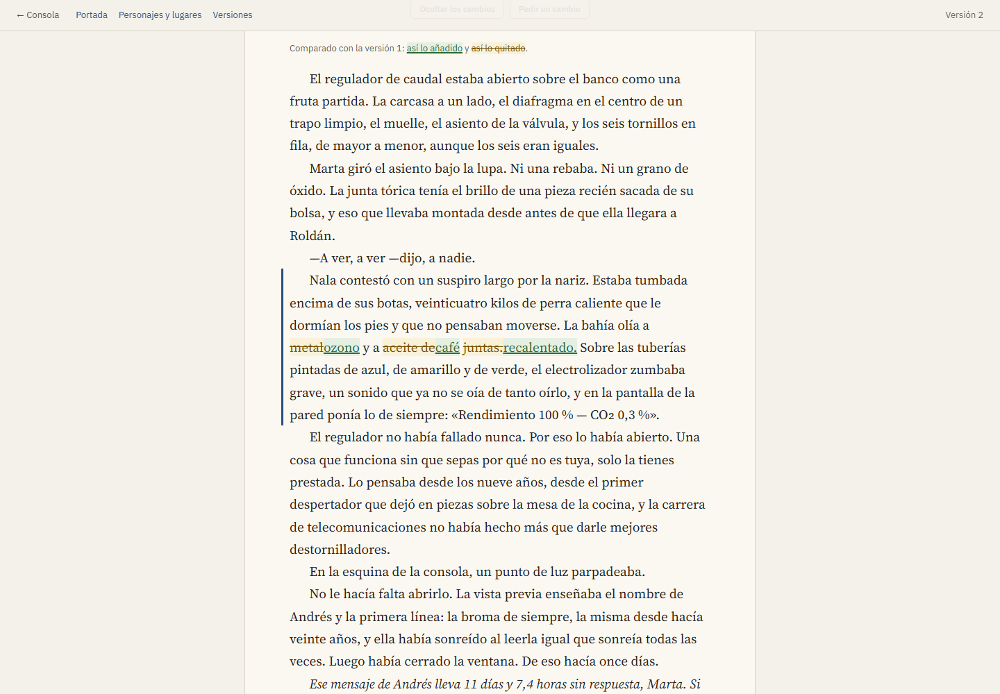 ← Consola Portada Personajes y lugares Versiones Ocultar los cambios Pedir un cambio Versión 2
Comparado con la versión 1: así lo añadido y así lo quitado.
El regulador de caudal estaba abierto sobre el banco como una
fruta partida. La carcasa a un lado, el diafragma en el centro de un
trapo limpio, el muelle, el asiento de la válvula, y los seis tornillos en
fila, de mayor a menor, aunque los seis eran iguales.
Marta giró el asiento bajo la lupa. Ni una rebaba. Ni un grano de
óxido. La junta tórica tenía el brillo de una pieza recién sacada de su
bolsa, y eso que llevaba montada desde antes de que ella llegara a
Roldán.
—A ver, a ver —dijo, a nadie.
Nala contestó con un suspiro largo por la nariz. Estaba tumbada
encima de sus botas, veinticuatro kilos de perra caliente que le
dormían los pies y que no pensaban moverse. La bahía olía a
metalozono y a aceite decafé juntas.recalentado. Sobre las tuberías
pintadas de azul, de amarillo y de verde, el electrolizador zumbaba
grave, un sonido que ya no se oía de tanto oírlo, y en la pantalla de la
pared ponía lo de siempre: «Rendimiento 100 % — CO₂ 0,3 %».
El regulador no había fallado nunca. Por eso lo había abierto. Una
cosa que funciona sin que sepas por qué no es tuya, solo la tienes
prestada. Lo pensaba desde los nueve años, desde el primer
despertador que dejó en piezas sobre la mesa de la cocina, y la carrera
de telecomunicaciones no había hecho más que darle mejores
destornilladores.
En la esquina de la consola, un punto de luz parpadeaba.
No le hacía falta abrirlo. La vista previa enseñaba el nombre de
Andrés y la primera línea: la broma de siempre, la misma desde hacía
veinte años, y ella había sonreído al leerla igual que sonreía todas las
veces. Luego había cerrado la ventana. De eso hacía once días.
Ese mensaje de Andrés lleva 11 días y 7,4 horas sin respuesta, Marta. Si